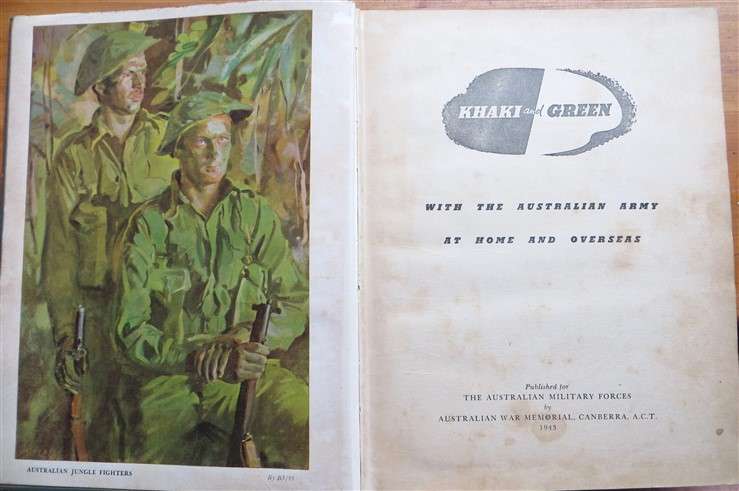 AUSTRALIAN JUNGLE FIGHTERS
KHAKI and GREEN
WITH THE AUSTRALIAN ARMY
AT HOME AND OVERSEAS
Published for
THE AUSTRALIAN MILITARY FORCES
by
AUSTRALIAN WAR MEMORIAL, CANBERRA, A.C.T.
1943